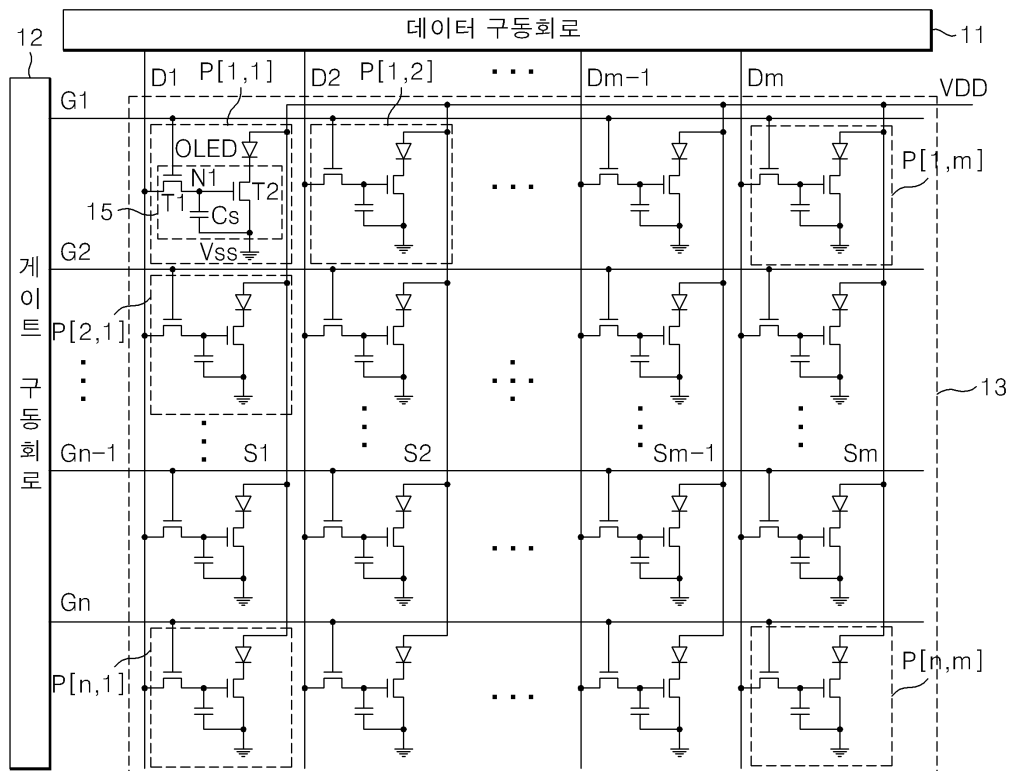 데이터 구동회로
11
12
D1
P[1,1]
D2
P[1,2]
Dm-1
Dm
VDD
G1
OLED
N1
T1
T2
15
Cs
Vss
P[1,m]
G2
게이트 구동회로
P[2,1]
13
Gn-1
S1
S2
Sm-1
Sm
Gn
P[n,1]
P[n,m]